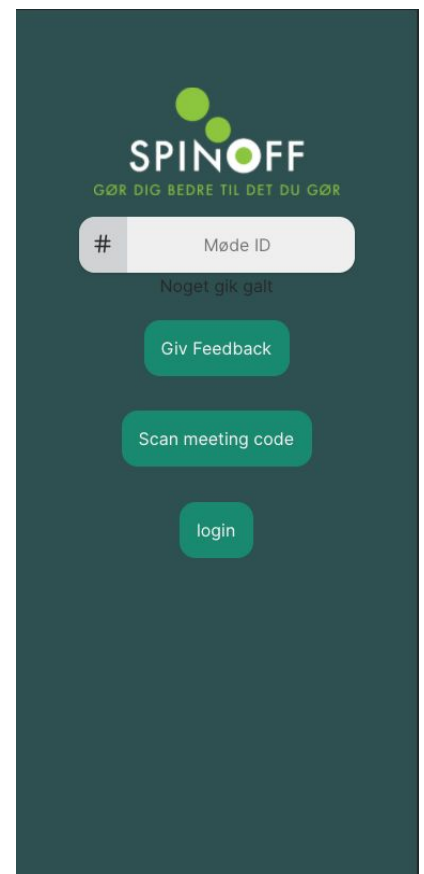 SPINOFF
GØR DIG BEDRE TIL DET DU GØR
# Møde ID
Noget gik galt
Giv Feedback
Scan meeting code
login